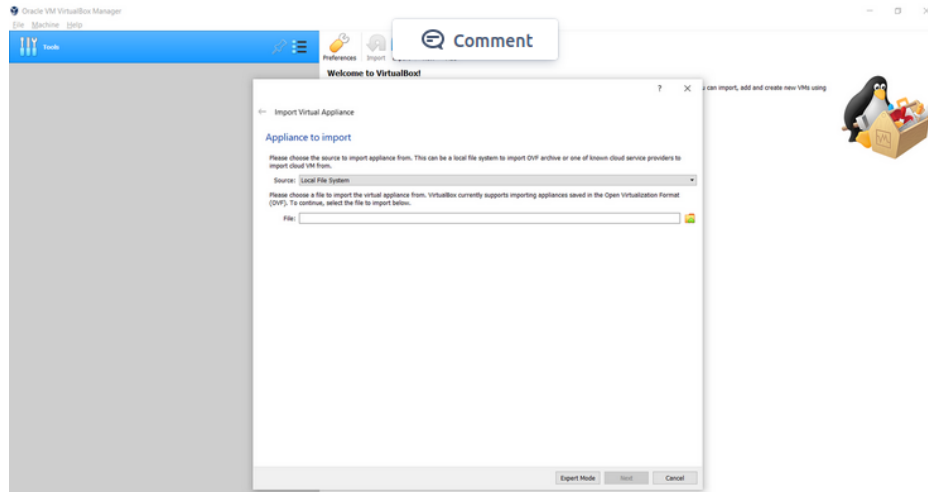 Oracle VM VirtualBox Manager
File Machine Help
Tools
Preferences Import
Comment
Welcome to VirtualBox!
can import, add and create new VMs using
? X
Import Virtual Appliance
Appliance to import
Please choose the source to import appliance from. This can be a local file system to import OVF archive or one of known cloud service providers to
import cloud VM from.
Source: Local File System
Please choose a file to import the virtual appliance from. VirtualBox currently supports importing appliances saved in the Open Virtualization Format
(OVF). To continue, select the file to import below.
File:
Expert Mode Next Cancel